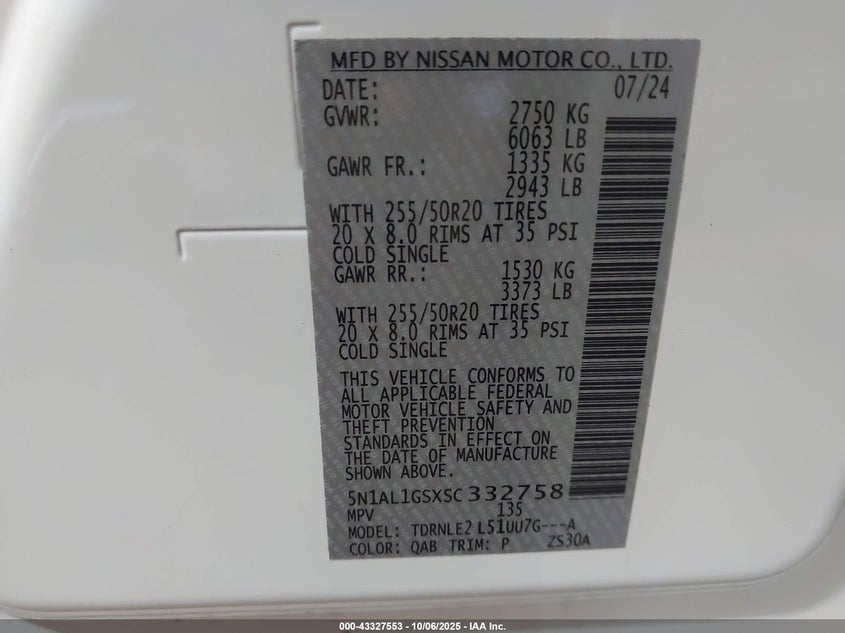 MFD BY NISSAN MOTOR CO., LTD.
DATE: 07/24
GVWR: 2750 KG
6063 LB
GAWR FR.: 1335 KG
2943 LB
WITH 255/50R20 TIRES
20 X 8.0 RIMS AT 35 PSI
COLD SINGLE
GAWR RR.: 1530 KG
3373 LB
WITH 255/50R20 TIRES
20 X 8.0 RIMS AT 35 PSI
COLD SINGLE
THIS VEHICLE CONFORMS TO
ALL APPLICABLE FEDERAL
MOTOR VEHICLE SAFETY AND
THEFT PREVENTION
STANDARDS IN EFFECT ON
THE DATE OF MANUFACTURE
SHOWN ABOVE.
5N1AL1GSXSC332758
MPV 135
MODEL: TDRNLE2 L51UU7G---A
COLOR: QAB TRIM: P ZS30A
000-43327553 - 10/06/2025 - IAA Inc.